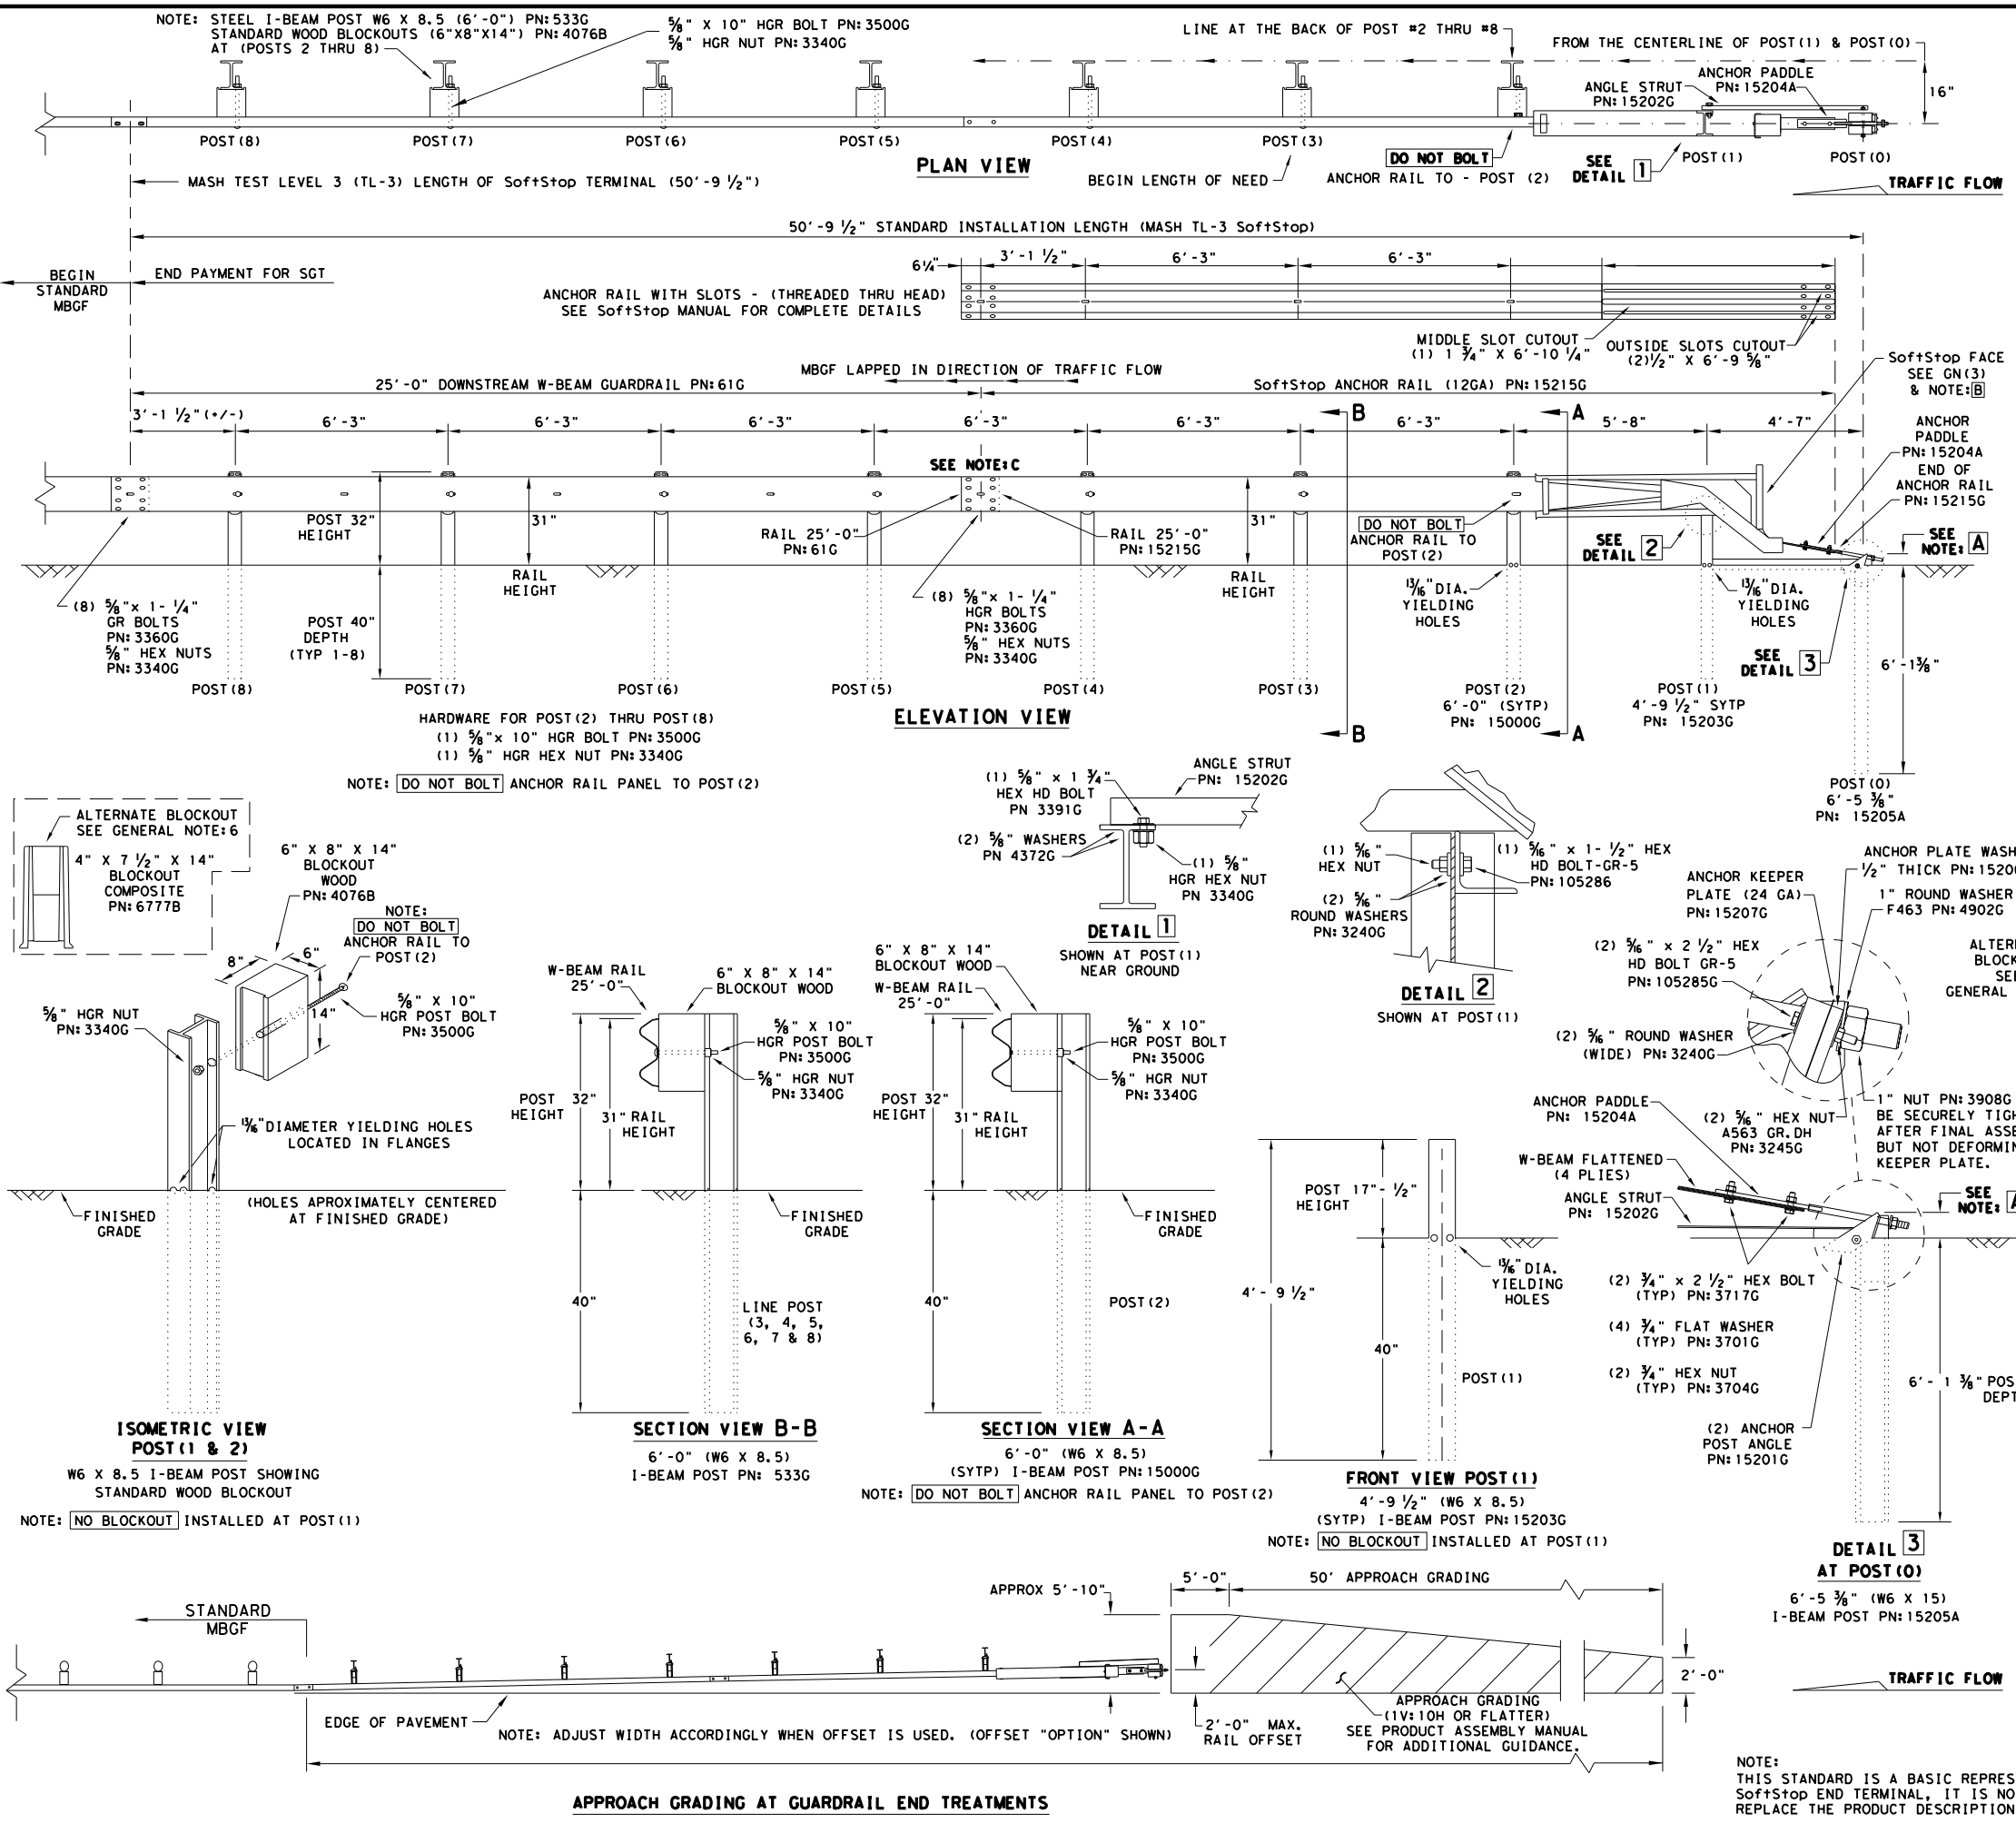 NOTE: STEEL I-BEAM POST W6 X 8.5 (6'-0") PN:533G
STANDARD WOOD BLOCKOUTS (6"X8"X14") PN:4076B
AT (POSTS 2 THRU 8)
5/8" X 10" HGR BOLT PN:3500G
5/8" HGR NUT PN:3340G
LINE AT THE BACK OF POST #2 THRU #8
FROM THE CENTERLINE OF POST(1) & POST(0)
ANCHOR PADDLE
PN:15204A
ANGLE STRUT
PN:15202G
16"
POST(8)
POST(7)
POST(6)
POST(5)
POST(4)
POST(3)
POST(1)
POST(0)
PLAN VIEW
DO NOT BOLT
ANCHOR RAIL TO - POST (2)
SEE
DETAIL 1
BEGIN LENGTH OF NEED
MASH TEST LEVEL 3 (TL-3) LENGTH OF SoftStop TERMINAL (50'-9 1/2")
TRAFFIC FLOW
50'-9 1/2" STANDARD INSTALLATION LENGTH (MASH TL-3 SoftStop)
BEGIN
STANDARD
MBGF
END PAYMENT FOR SGT
6 1/4"
3'-1 1/2"
6'-3"
6'-3"
ANCHOR RAIL WITH SLOTS - (THREADED THRU HEAD)
SEE SoftStop MANUAL FOR COMPLETE DETAILS
MIDDLE SLOT CUTOUT
(1) 1 3/4" X 6'-10 1/4"
OUTSIDE SLOTS CUTOUT
(2) 1/2" X 6'-9 5/8"
MBGF LAPPED IN DIRECTION OF TRAFFIC FLOW
25'-0" DOWNSTREAM W-BEAM GUARDRAIL PN:61G
SoftStop ANCHOR RAIL (12GA) PN:15215G
SoftStop FACE
SEE GN(3)
& NOTE:B
3'-1 1/2"(+/-)
6'-3"
6'-3"
6'-3"
6'-3"
6'-3"
6'-3"
5'-8"
4'-7"
B
A
ANCHOR
PADDLE
PN:15204A
END OF
ANCHOR RAIL
PN:15215G
SEE NOTE:C
POST 32"
HEIGHT
31"
RAIL
HEIGHT
RAIL 25'-0"
PN:61G
RAIL 25'-0"
PN:15215G
31"
RAIL
HEIGHT
DO NOT BOLT
ANCHOR RAIL TO
POST(2)
SEE
DETAIL 2
SEE
NOTE: A
(8) 5/8"x 1-1/4"
GR BOLTS
PN:3360G
5/8" HEX NUTS
PN:3340G
POST 40"
DEPTH
(TYP 1-8)
(8) 5/8"x 1-1/4"
HGR BOLTS
PN:3360G
5/8" HEX NUTS
PN:3340G
13/16" DIA.
YIELDING
HOLES
13/16" DIA.
YIELDING
HOLES
SEE
DETAIL 3
6'-1 3/8"
POST(8)
POST(7)
POST(6)
POST(5)
POST(4)
POST(3)
POST(2)
6'-0" (SYTP)
PN: 15000G
POST(1)
4'-9 1/2" SYTP
PN: 15203G
B
A
POST(0)
6'-5 3/8"
PN: 15205A
HARDWARE FOR POST(2) THRU POST(8)
(1) 5/8"x 10" HGR BOLT PN:3500G
(1) 5/8" HGR HEX NUT PN:3340G
ELEVATION VIEW
NOTE: DO NOT BOLT ANCHOR RAIL PANEL TO POST(2)
ALTERNATE BLOCKOUT
SEE GENERAL NOTE:6
4" X 7 1/2" X 14"
BLOCKOUT
COMPOSITE
PN:6777B
6" X 8" X 14"
BLOCKOUT
WOOD
PN:4076B
NOTE:
DO NOT BOLT
ANCHOR RAIL TO
POST(2)
8"
6"
14"
5/8" X 10"
HGR POST BOLT
PN:3500G
5/8" HGR NUT
PN:3340G
13/16"DIAMETER YIELDING HOLES
LOCATED IN FLANGES
(HOLES APROXIMATELY CENTERED
AT FINISHED GRADE)
FINISHED
GRADE
ISOMETRIC VIEW
POST(1 & 2)
W6 X 8.5 I-BEAM POST SHOWING
STANDARD WOOD BLOCKOUT
NOTE: NO BLOCKOUT INSTALLED AT POST(1)
W-BEAM RAIL
25'-0"
6" X 8" X 14"
BLOCKOUT WOOD
5/8" X 10"
HGR POST BOLT
PN:3500G
5/8" HGR NUT
PN:3340G
POST 32"
HEIGHT
31" RAIL
HEIGHT
FINISHED
GRADE
40"
LINE POST
(3, 4, 5,
6, 7 & 8)
SECTION VIEW B-B
6'-0" (W6 X 8.5)
I-BEAM POST PN: 533G
6" X 8" X 14"
BLOCKOUT WOOD
W-BEAM RAIL
25'-0"
5/8" X 10"
HGR POST BOLT
PN:3500G
5/8" HGR NUT
PN:3340G
POST 32"
HEIGHT
31" RAIL
HEIGHT
FINISHED
GRADE
40"
POST(2)
SECTION VIEW A-A
6'-0" (W6 X 8.5)
(SYTP) I-BEAM POST PN:15000G
NOTE: DO NOT BOLT ANCHOR RAIL PANEL TO POST(2)
(1) 5/8" x 1 3/4"
HEX HD BOLT
PN 3391G
ANGLE STRUT
PN: 15202G
(2) 5/8" WASHERS
PN 4372G
(1) 5/8"
HGR HEX NUT
PN 3340G
DETAIL 1
SHOWN AT POST(1)
NEAR GROUND
(1) 5/16"
HEX NUT
(1) 5/16" x 1-1/2" HEX
HD BOLT-GR-5
PN:105286
(2) 5/16"
ROUND WASHERS
PN:3240G
DETAIL 2
SHOWN AT POST(1)
ANCHOR KEEPER
PLATE (24 GA)
PN:15207G
ANCHOR PLATE
1/2" THICK
1" ROUND WASHER
F463 PN:4902G
(2) 5/16" x 2 1/2" HEX
HD BOLT GR-5
PN:105285G
(2) 5/16" ROUND WASHER
(WIDE) PN:3240G
SEE
GENERAL
ANCHOR PADDLE
PN: 15204A
(2) 5/16" HEX NUT
A563 GR.DH
PN:3245G
1" NUT PN:3908G
BE SECURELY
AFTER FINAL
BUT NOT
KEEPER PLATE.
W-BEAM FLATTENED
(4 PLIES)
ANGLE STRUT
PN: 15202G
SEE
NOTE:
(2) 3/4" x 2 1/2" HEX BOLT
(TYP) PN:3717G
(4) 3/4" FLAT WASHER
(TYP) PN:3701G
(2) 3/4" HEX NUT
(TYP) PN:3704G
(2) ANCHOR
POST ANGLE
PN:15201G
6'- 1 3/8"
DETAIL 3
AT POST(0)
6'-5 3/8" (W6 X 15)
I-BEAM POST PN:15205A
POST 17"-1/2"
HEIGHT
4'- 9 1/2"
13/16" DIA.
YIELDING
HOLES
40"
POST(1)
FRONT VIEW POST(1)
4'-9 1/2" (W6 X 8.5)
(SYTP) I-BEAM POST PN:15203G
NOTE: NO BLOCKOUT INSTALLED AT POST(1)
STANDARD
MBGF
APPROX 5'-10"
5'-0"
50' APPROACH GRADING
2'-0"
EDGE OF PAVEMENT
NOTE: ADJUST WIDTH ACCORDINGLY WHEN OFFSET IS USED. (OFFSET "OPTION" SHOWN)
2'-0" MAX.
RAIL OFFSET
APPROACH GRADING
(1V:10H OR FLATTER)
SEE PRODUCT ASSEMBLY MANUAL
FOR ADDITIONAL GUIDANCE.
TRAFFIC FLOW
APPROACH GRADING AT GUARDRAIL END TREATMENTS
NOTE:
THIS STANDARD IS A BASIC
SoftStop END TERMINAL, IT IS
REPLACE THE PRODUCT DESCRIPTION